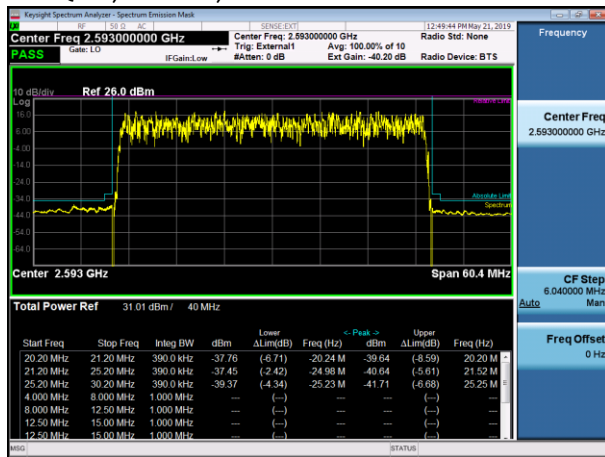 Keysight Spectrum Analyzer - Spectrum Emission Mask
RF 50 Ω AC SENSE:EXT 12:49:44 PM May 21, 2019
Center Freq 2.593000000 GHz
PASS
Gate: LO
IFGain:Low
Center Freq: 2.593000000 GHz
Trig: External1 Avg: 100.00% of 10
#Atten: 0 dB Ext Gain: -40.20 dB
Radio Std: None
Radio Device: BTS
10 dB/div Ref 26.0 dBm
Log
16.0
6.00
-4.00
-14.0
-24.0
-34.0
-44.0
-54.0
-64.0
Absolute Limit
Spectrum
Center 2.593 GHz Span 60.4 MHz
Total Power Ref 31.01 dBm / 40 MHz
Lower <- Peak -> Upper
Start Freq Stop Freq Integ BW dBm ΔLim(dB) Freq (Hz) dBm ΔLim(dB) Freq (Hz)
20.20 MHz 21.20 MHz 390.0 kHz -37.76 (-6.71) -20.24 M -39.64 (-8.59) 20.20 M
21.20 MHz 25.20 MHz 390.0 kHz -37.45 (-2.42) -24.98 M -40.64 (-5.61) 21.52 M
25.20 MHz 30.20 MHz 390.0 kHz -39.37 (-4.34) -25.23 M -41.71 (-6.68) 25.25 M
4.000 MHz 8.000 MHz 1.000 MHz --- (---) --- --- (---) ---
8.000 MHz 12.50 MHz 1.000 MHz --- (---) --- --- (---) ---
12.50 MHz 15.00 MHz 1.000 MHz --- (---) --- --- (---) ---
12.50 MHz 15.00 MHz 1.000 MHz --- (---) --- --- (---) ---
MSG STATUS
Frequency
Center Freq
2.593000000 GHz
CF Step
6.040000 MHz
Auto Man
Freq Offset
0 Hz